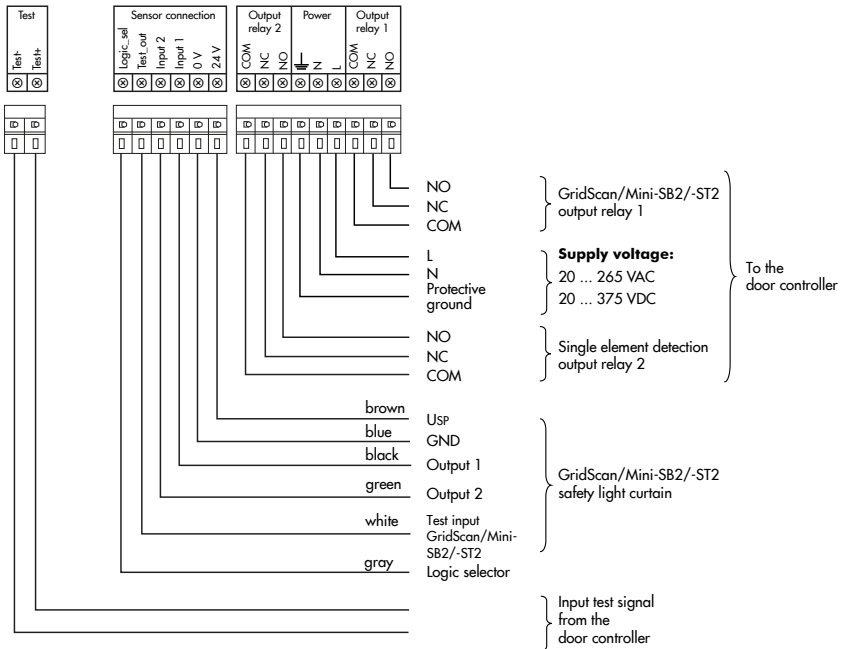 Test
Sensor connection
Output
relay 2
Power
Output
relay 1
Test-
Test+
Logic_sel
Test_out
Input 2
Input 1
0 V
24 V
COM
NC
NO
N
L
COM
NC
NO
NO
NC
COM
GridScan/Mini-SB2/-ST2
output relay 1
L
N
Protective
ground
Supply voltage:
20 ... 265 VAC
20 ... 375 VDC
To the
door controller
NO
NC
COM
Single element detection
output relay 2
brown
USP
blue
GND
black
Output 1
green
Output 2
white
Test input
GridScan/Mini-
SB2/-ST2
gray
Logic selector
GridScan/Mini-SB2/-ST2
safety light curtain
Input test signal
from the
door controller